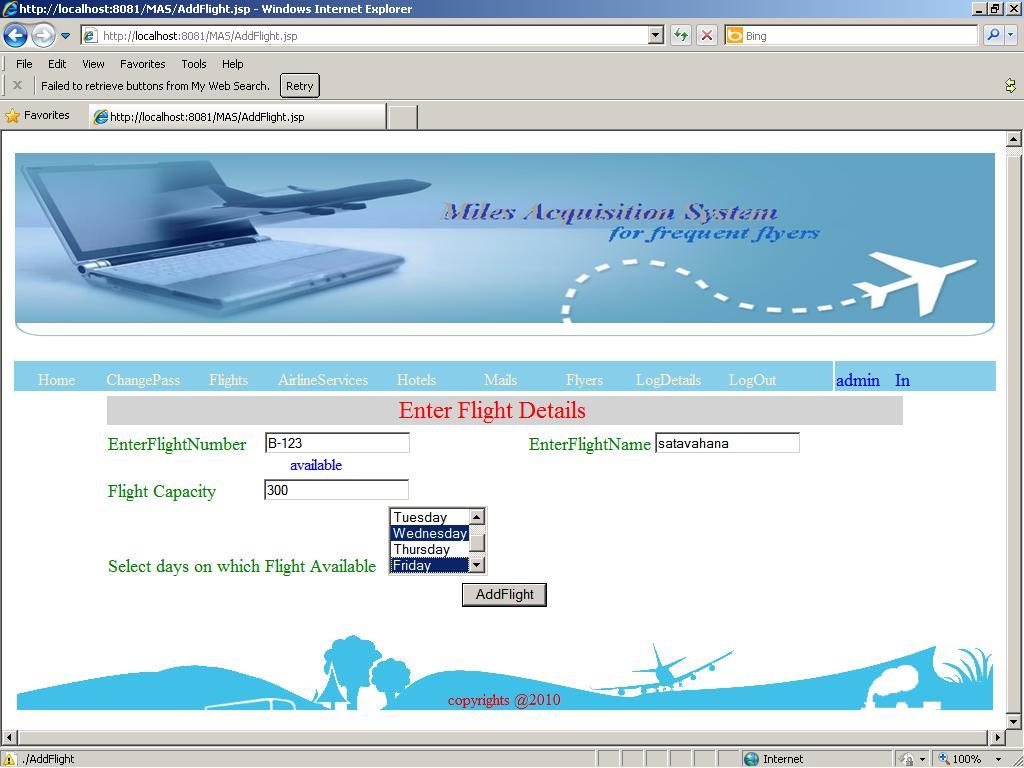 http://localhost:8081/MAS/AddFlight.jsp - Windows Internet Explorer
http://localhost:8081/MAS/AddFlight.jsp
Bing
File Edit View Favorites Tools Help
Failed to retrieve buttons from My Web Search. Retry
Favorites http://localhost:8081/MAS/AddFlight.jsp
Miles Acquisition System
for frequent flyers
Home ChangePass Flights AirlineServices Hotels Mails Flyers LogDetails LogOut admin In
Enter Flight Details
EnterFlightNumber B-123 EnterFlightName satavahana
available
Flight Capacity 300
Tuesday
Wednesday
Thursday
Select days on which Flight Available Friday
AddFlight
copyrights @2010
./AddFlight Internet 100%